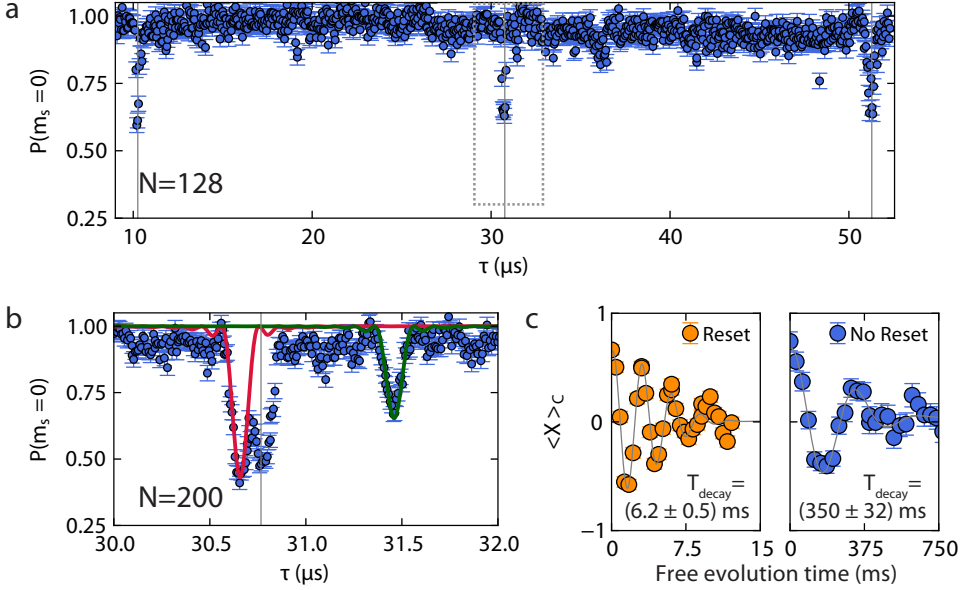 a
P(mₛ = 0)
1.00
0.75
0.50
0.25
N=128
10
20
30
40
50
τ (μs)
b
P(mₛ = 0)
1.00
0.75
0.50
0.25
N=200
30.0
30.5
31.0
31.5
32.0
τ (μs)
c
<X>C
1
0
−1
Reset
T_decay =
(6.2 ± 0.5) ms
0
7.5
15
No Reset
T_decay =
(350 ± 32) ms
0
375
750
Free evolution time (ms)